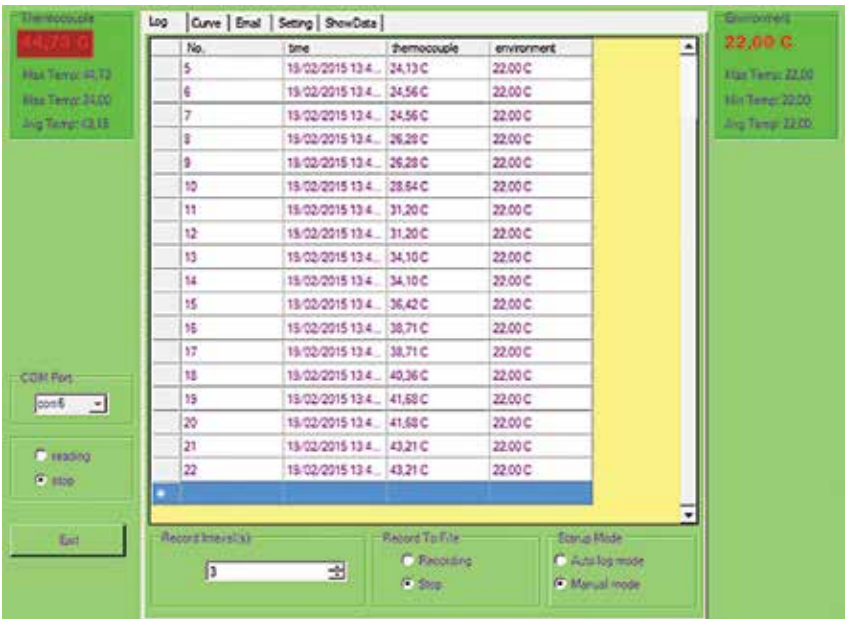 Thermocouple
44,73 C
Max Temp: 44,73
Avg Temp: 43,15
Log Curve Email Setting ShowData
No. time themocouple environment
5 19/02/2015 13:4... 24,13 C 22,00 C
6 19/02/2015 13:4... 24,56 C 22,00 C
7 19/02/2015 13:4... 24,56 C 22,00 C
8 19/02/2015 13:4... 26,28 C 22,00 C
9 19/02/2015 13:4... 26,28 C 22,00 C
10 19/02/2015 13:4... 28,64 C 22,00 C
11 19/02/2015 13:4... 31,20 C 22,00 C
12 19/02/2015 13:4... 31,20 C 22,00 C
13 19/02/2015 13:4... 34,10 C 22,00 C
14 19/02/2015 13:4... 34,10 C 22,00 C
15 19/02/2015 13:4... 36,42 C 22,00 C
16 19/02/2015 13:4... 38,71 C 22,00 C
17 19/02/2015 13:4... 38,71 C 22,00 C
18 19/02/2015 13:4... 40,36 C 22,00 C
19 19/02/2015 13:4... 41,68 C 22,00 C
20 19/02/2015 13:4... 41,68 C 22,00 C
21 19/02/2015 13:4... 43,21 C 22,00 C
22 19/02/2015 13:4... 43,21 C 22,00 C
Environment
22,00 C
Max Temp: 22,00
Min Temp: 22,00
Avg Temp: 22,00
COM Port
com6
reading
stop
Exit
Record Interval(s)
3
Record To File
Recording
Stop
Startup Mode
Auto log mode
Manual mode